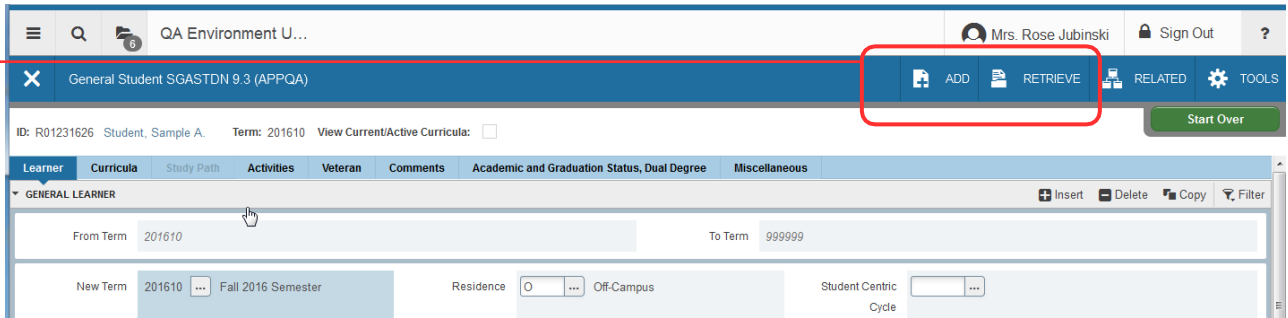 6 QA Environment U... Mrs. Rose Jubinski Sign Out ?
General Student SGASTDN 9.3 (APPQA) ADD RETRIEVE RELATED TOOLS
ID: R01231626 Student, Sample A. Term: 201610 View Current/Active Curricula: Start Over
Learner Curricula Study Path Activities Veteran Comments Academic and Graduation Status, Dual Degree Miscellaneous
GENERAL LEARNER Insert Delete Copy Filter
From Term 201610 To Term 999999
New Term 201610 ... Fall 2016 Semester Residence O ... Off-Campus Student Centric ...
Cycle